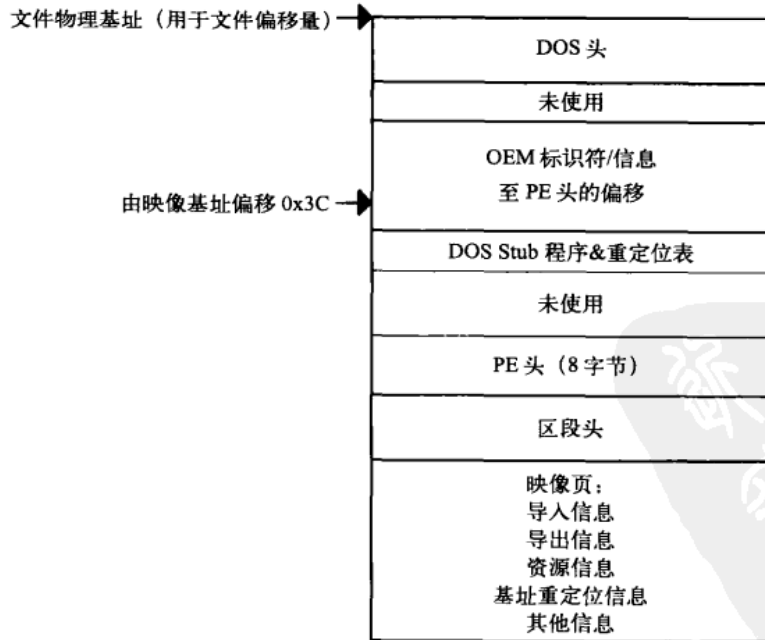 文件物理基址（用于文件偏移量）
DOS 头
未使用
OEM 标识符/信息
至 PE 头的偏移
由映像基址偏移 0x3C
DOS Stub 程序&重定位表
未使用
PE 头（8 字节）
区段头
映像页：
导入信息
导出信息
资源信息
基址重定位信息
其他信息